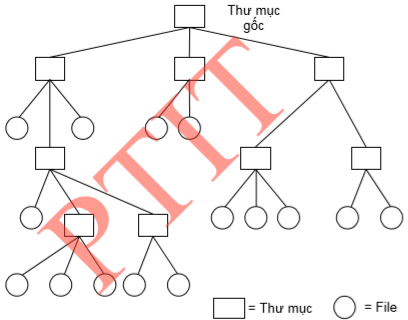 Thư mục
gốc
PTIT
= Thư mục
= File